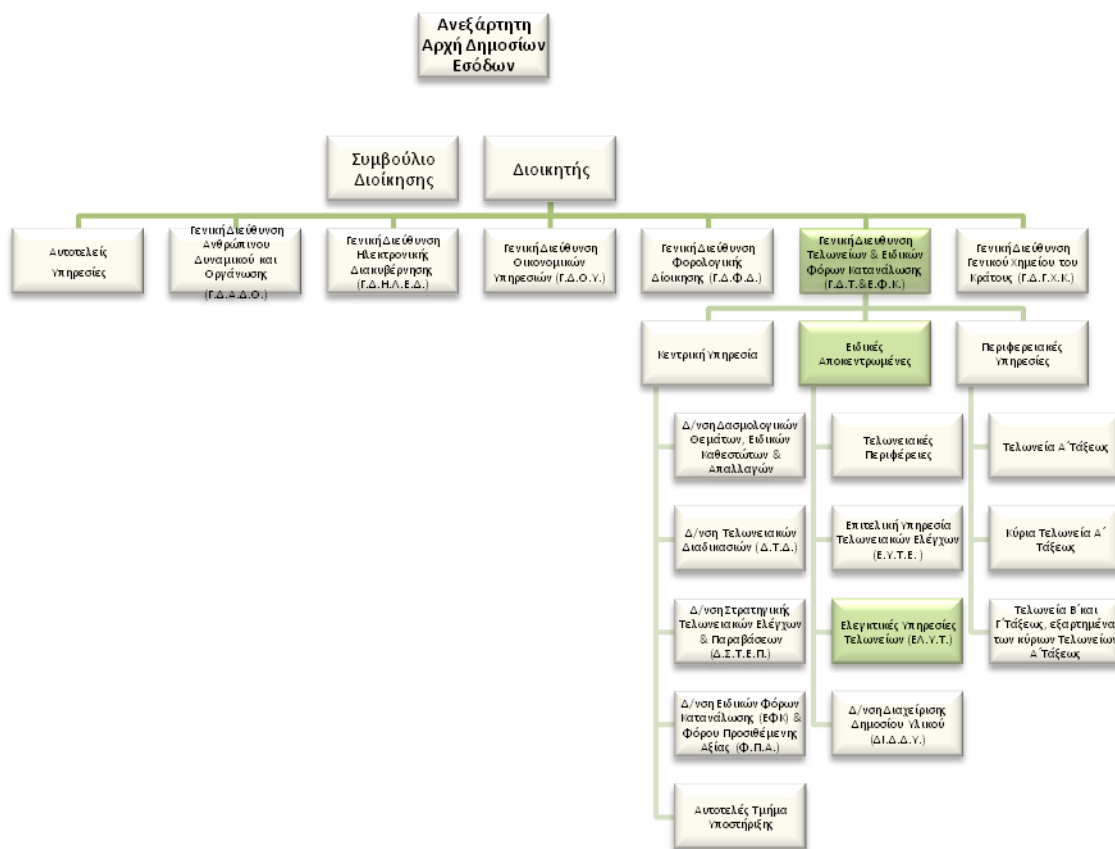 Ανεξάρτητη
Αρχή Δημοσίων
Εσόδων
Συμβούλιο
Διοίκησης
Διοικητής
Αυτοτελείς
Υπηρεσίες
Γενική Διεύθυνση
Ανθρώπινου
Δυναμικού και
Οργάνωσης
(Γ.Δ.Α.Δ.Ο.)
Γενική Διεύθυνση
Ηλεκτρονικής
Διακυβέρνησης
(Γ.Δ.Η.Λ.Ε.Δ.)
Γενική Διεύθυνση
Οικονομικών
Υπηρεσιών (Γ.Δ.Ο.Υ.)
Γενική Διεύθυνση
Φορολογικής
Δίοικησης (Γ.Δ.Φ.Δ.)
Γενική Διευθυνση
Τελωνείων & Ειδικών
Φόρων Κατανάλωσης
(Γ.Δ.Τ.&Ε.Φ.Κ.)
Γενική Διεύθυνση
Γενικού Χημείου του
Κράτους (Γ.Δ.Γ.Χ.Κ.)
Κεντρική Υπηρεσία
Ειδικές
Αποκεντρωμένες
Περιφερειακές
Υπηρεσίες
Δ/νση Δασμολογικών
Θεμάτων, Ειδικών
Καθεστώτων &
Απαλλαγών
Τελωνειακές
Περιφέρειες
Τελωνεία Α΄Τάξεως
Δ/νση Τελωνειακών
Διαδικασιών (Δ.Τ.Δ.)
Επιτελική Υπηρεσία
Τελωνειακών Ελέγχων
(Ε.Υ.Τ.Ε. )
Κύρια Τελωνεία Α΄
Τάξεως
Δ/νση Στρατηγικής
Τελωνειακών Ελέγχων
& Παραβάσεων
(Δ.Σ.Τ.Ε.Π.)
Ελεγκτικές Υπηρεσίες
Τελωνείων (ΕΛ.Υ.Τ.)
Τελωνεία Β΄και
Γ΄Τάξεως, εξαρτημένα
των κύριων Τελωνείων
Α΄Τάξεως
Δ/νση Ειδικών Φόρων
Κατανάλωσης (ΕΦΚ) &
Φόρου Προσιθέμενης
Αξίας (Φ.Π.Α.)
Δ/νση Διαχείρισης
Δημοσίου Υλικού
(ΔΙ.Δ.Δ.Υ.)
Αυτοτελές Τμήμα
Υποστήριξης